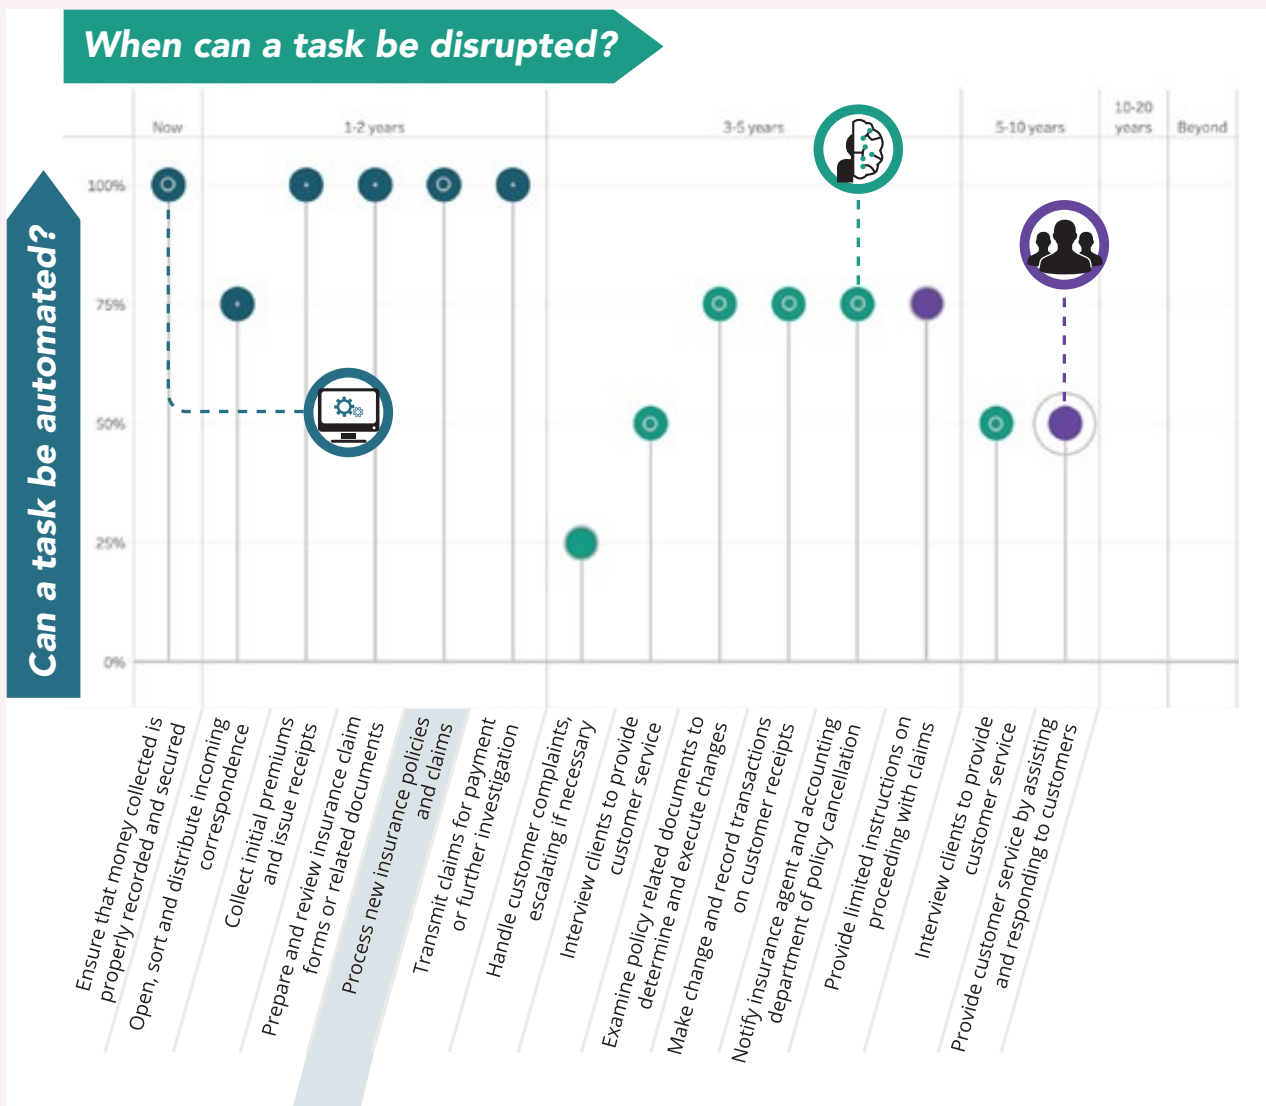 When can a task be disrupted?
Now
1-2 years
3-5 years
5-10 years
10-20
years
Beyond
Can a task be automated?
100%
75%
50%
25%
0%
Ensure that money collected is
properly recorded and secured
Open, sort and distribute incoming
correspondence
Collect initial premiums
and issue receipts
Prepare and review insurance claim
forms or related documents
Process new insurance policies
and claims
Transmit claims for payment
or further investigation
Handle customer complaints,
escalating if necessary
Interview clients to provide
customer service
Examine policy related documents to
determine and execute changes
Make change and record transactions
on customer receipts
Notify insurance agent and accounting
department of policy cancellation
Provide limited instructions on
proceeding with claims
Interview clients to provide
customer service
Provide customer service by assisting
and responding to customers